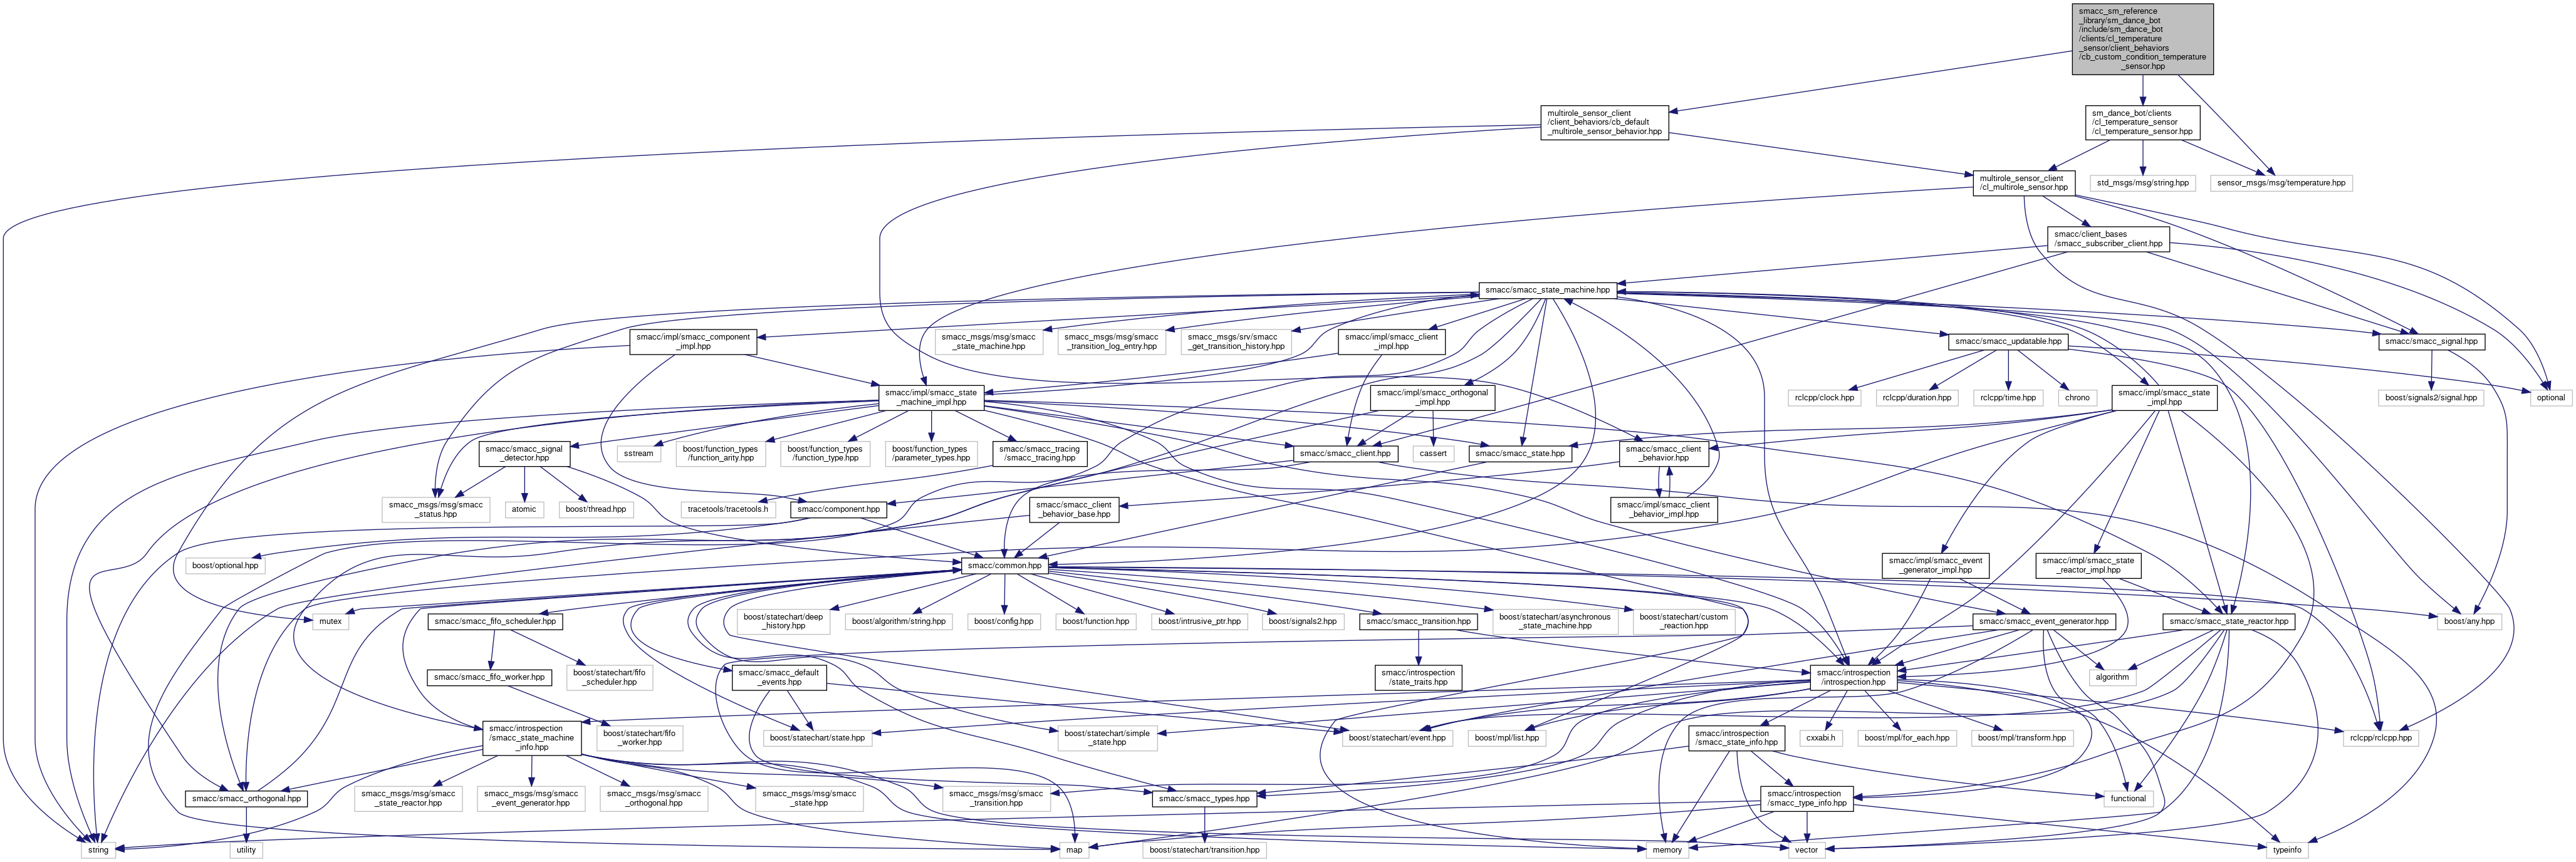 smacc_sm_reference
_library/sm_dance_bot
/include/sm_dance_bot
/clients/cl_temperature
_sensor/client_behaviors
/cb_custom_condition_temperature
_sensor.hpp
multirole_sensor_client
/client_behaviors/cb_default
_multirole_sensor_behavior.hpp
sm_dance_bot/clients
/cl_temperature_sensor
/cl_temperature_sensor.hpp
multirole_sensor_client
/cl_multirole_sensor.hpp
std_msgs/msg/string.hpp
sensor_msgs/msg/temperature.hpp
smacc/client_bases
/smacc_subscriber_client.hpp
smacc/smacc_state_machine.hpp
smacc/impl/smacc_component
_impl.hpp
smacc_msgs/msg/smacc
_state_machine.hpp
smacc_msgs/msg/smacc
_transition_log_entry.hpp
smacc_msgs/srv/smacc
_get_transition_history.hpp
smacc/impl/smacc_client
_impl.hpp
smacc/smacc_updatable.hpp
smacc/smacc_signal.hpp
smacc/impl/smacc_state
_machine_impl.hpp
smacc/impl/smacc_orthogonal
_impl.hpp
rclcpp/clock.hpp
rclcpp/duration.hpp
rclcpp/time.hpp
chrono
smacc/impl/smacc_state
_impl.hpp
boost/signals2/signal.hpp
optional
smacc/smacc_signal
_detector.hpp
sstream
boost/function_types
/function_arity.hpp
boost/function_types
/function_type.hpp
boost/function_types
/parameter_types.hpp
smacc/smacc_tracing
/smacc_tracing.hpp
smacc/smacc_client.hpp
cassert
smacc/smacc_state.hpp
smacc/smacc_client
_behavior.hpp
smacc_msgs/msg/smacc
_status.hpp
atomic
boost/thread.hpp
tracetools/tracetools.h
smacc/component.hpp
smacc/smacc_client
_behavior_base.hpp
smacc/impl/smacc_client
_behavior_impl.hpp
boost/optional.hpp
smacc/common.hpp
smacc/impl/smacc_event
_generator_impl.hpp
smacc/impl/smacc_state
_reactor_impl.hpp
mutex
smacc/smacc_fifo_scheduler.hpp
boost/statechart/deep
_history.hpp
boost/algorithm/string.hpp
boost/config.hpp
boost/function.hpp
boost/intrusive_ptr.hpp
boost/signals2.hpp
smacc/smacc_transition.hpp
boost/statechart/asynchronous
_state_machine.hpp
boost/statechart/custom
_reaction.hpp
boost/any.hpp
smacc/smacc_event_generator.hpp
smacc/smacc_state_reactor.hpp
smacc/smacc_fifo_worker.hpp
boost/statechart/fifo
_scheduler.hpp
smacc/smacc_default
_events.hpp
smacc/introspection
/state_traits.hpp
smacc/introspection
/introspection.hpp
algorithm
smacc/introspection
/smacc_state_machine
_info.hpp
boost/statechart/fifo
_worker.hpp
boost/statechart/state.hpp
boost/statechart/simple
_state.hpp
boost/statechart/event.hpp
boost/mpl/list.hpp
smacc/introspection
/smacc_state_info.hpp
cxxabi.h
boost/mpl/for_each.hpp
boost/mpl/transform.hpp
rclcpp/rclcpp.hpp
smacc/smacc_orthogonal.hpp
smacc_msgs/msg/smacc
_state_reactor.hpp
smacc_msgs/msg/smacc
_event_generator.hpp
smacc_msgs/msg/smacc
_orthogonal.hpp
smacc_msgs/msg/smacc
_state.hpp
smacc_msgs/msg/smacc
_transition.hpp
smacc/smacc_types.hpp
smacc/introspection
/smacc_type_info.hpp
functional
string
utility
map
boost/statechart/transition.hpp
memory
vector
typeinfo